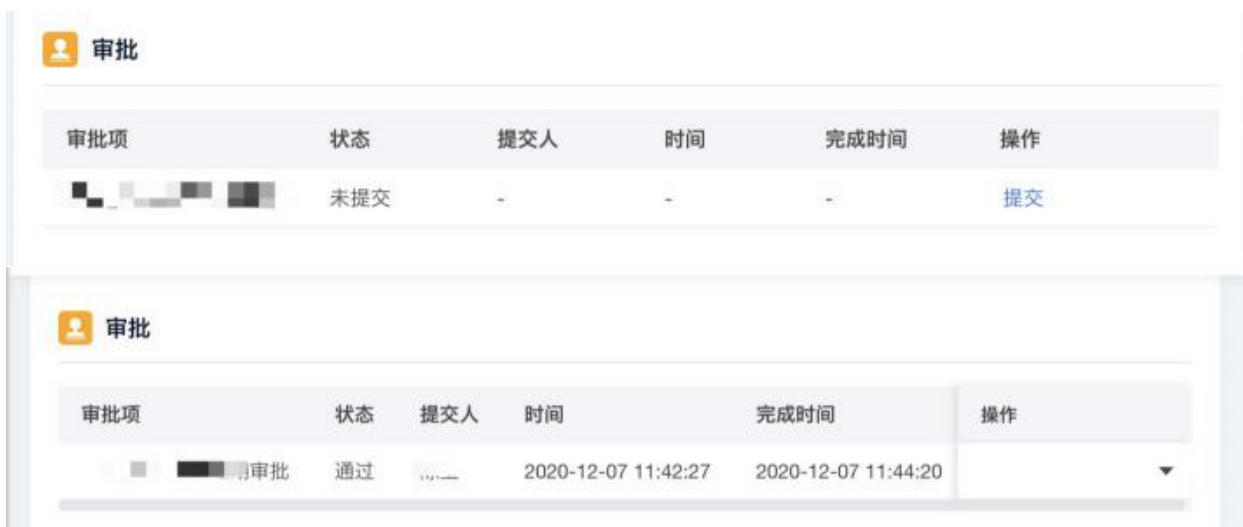 审批
审批项 状态 提交人 时间 完成时间 操作
未提交 - - - 提交
审批
审批项 状态 提交人 时间 完成时间 操作
审批 通过 2020-12-07 11:42:27 2020-12-07 11:44:20